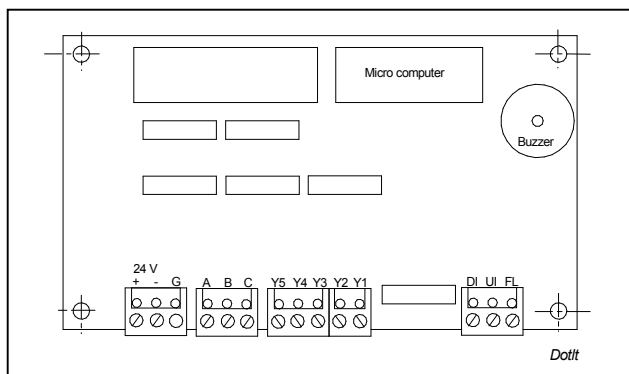 Micro computer
Buzzer
24 V
+ - G A B C Y5 Y4 Y3 Y2 Y1 DI UI FL
DotIt